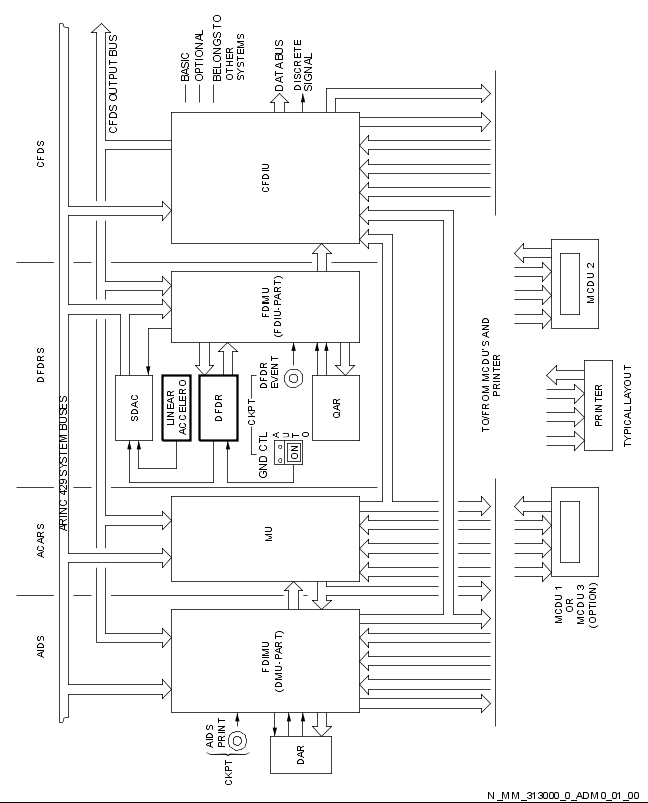 CFDS
DFDRS
ACARS
AIDS
ARINC 429 SYSTEM BUSES
CFDS OUTPUT BUS
BASIC
OPTIONAL
BELONGS TO
OTHER
SYSTEMS
DATA BUS
DISCRETE
SIGNAL
CFDIU
FDIMU
(FDIU-PART)
SDAC
LINEAR
ACCELERO
DFDR
CKPT
DFDR
EVENT
GND CTL
AUTO
ON
QAR
MU
FDIMU
(DMU-PART)
AIDS
PRINT
CKPT
DAR
TO/FROM MCDU'S AND
PRINTER
MCDU 2
PRINTER
TYPICAL LAYOUT
MCDU 1
OR
MCDU 3
(OPTION)
N_MM_313000_0_ADM0_01_00